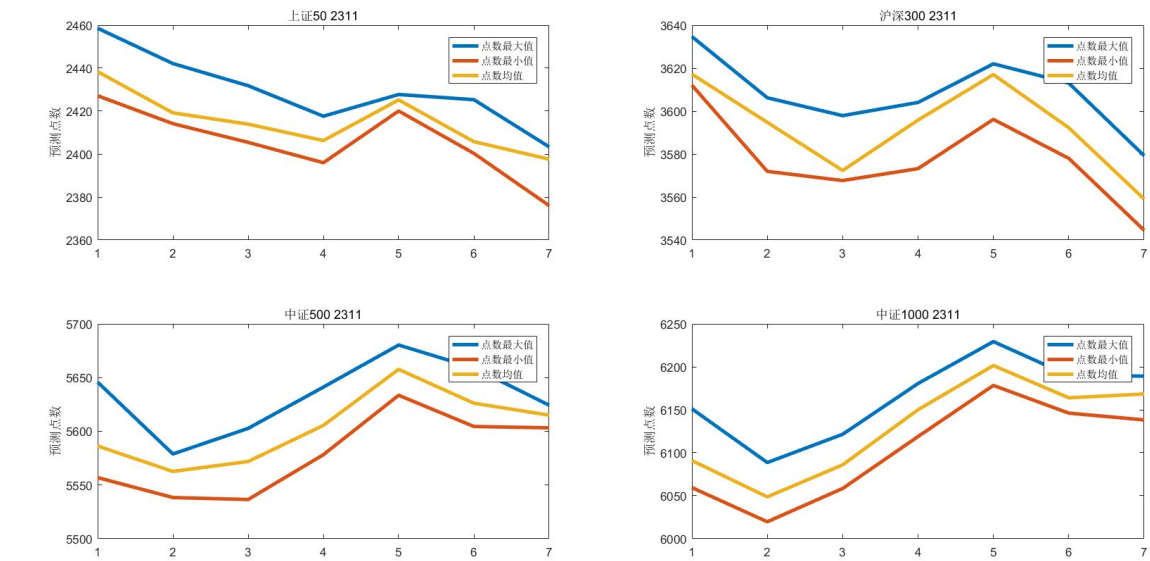 上证50 2311
2460
2440
2420
2400
2380
2360
预测点数
1 2 3 4 5 6 7
点数最大值
点数最小值
点数均值
沪深300 2311
3640
3620
3600
3580
3560
3540
预测点数
1 2 3 4 5 6 7
点数最大值
点数最小值
点数均值
中证500 2311
5700
5650
5600
5550
5500
预测点数
1 2 3 4 5 6 7
点数最大值
点数最小值
点数均值
中证1000 2311
6250
6200
6150
6100
6050
6000
预测点数
1 2 3 4 5 6 7
点数最大值
点数最小值
点数均值